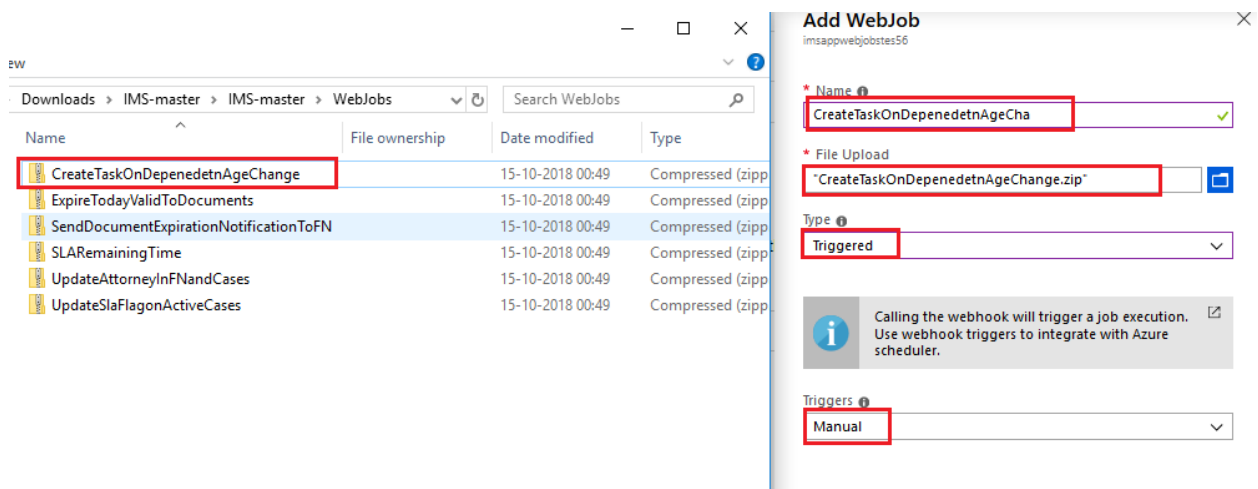 ew
Downloads > IMS-master > IMS-master > WebJobs
Search WebJobs
Name File ownership Date modified Type
CreateTaskOnDepenedetnAgeChange 15-10-2018 00:49 Compressed (zipp
ExpireTodayValidToDocuments 15-10-2018 00:49 Compressed (zipp
SendDocumentExpirationNotificationToFN 15-10-2018 00:49 Compressed (zipp
SLARemainingTime 15-10-2018 00:49 Compressed (zipp
UpdateAttorneyInFNandCases 15-10-2018 00:49 Compressed (zipp
UpdateSlaFlagonActiveCases 15-10-2018 00:49 Compressed (zipp
Add WebJob
imsappwebjobstes56
* Name
CreateTaskOnDepenedetnAgeCha
* File Upload
"CreateTaskOnDepenedetnAgeChange.zip"
Type
Triggered
Calling the webhook will trigger a job execution.
Use webhook triggers to integrate with Azure
scheduler.
Triggers
Manual